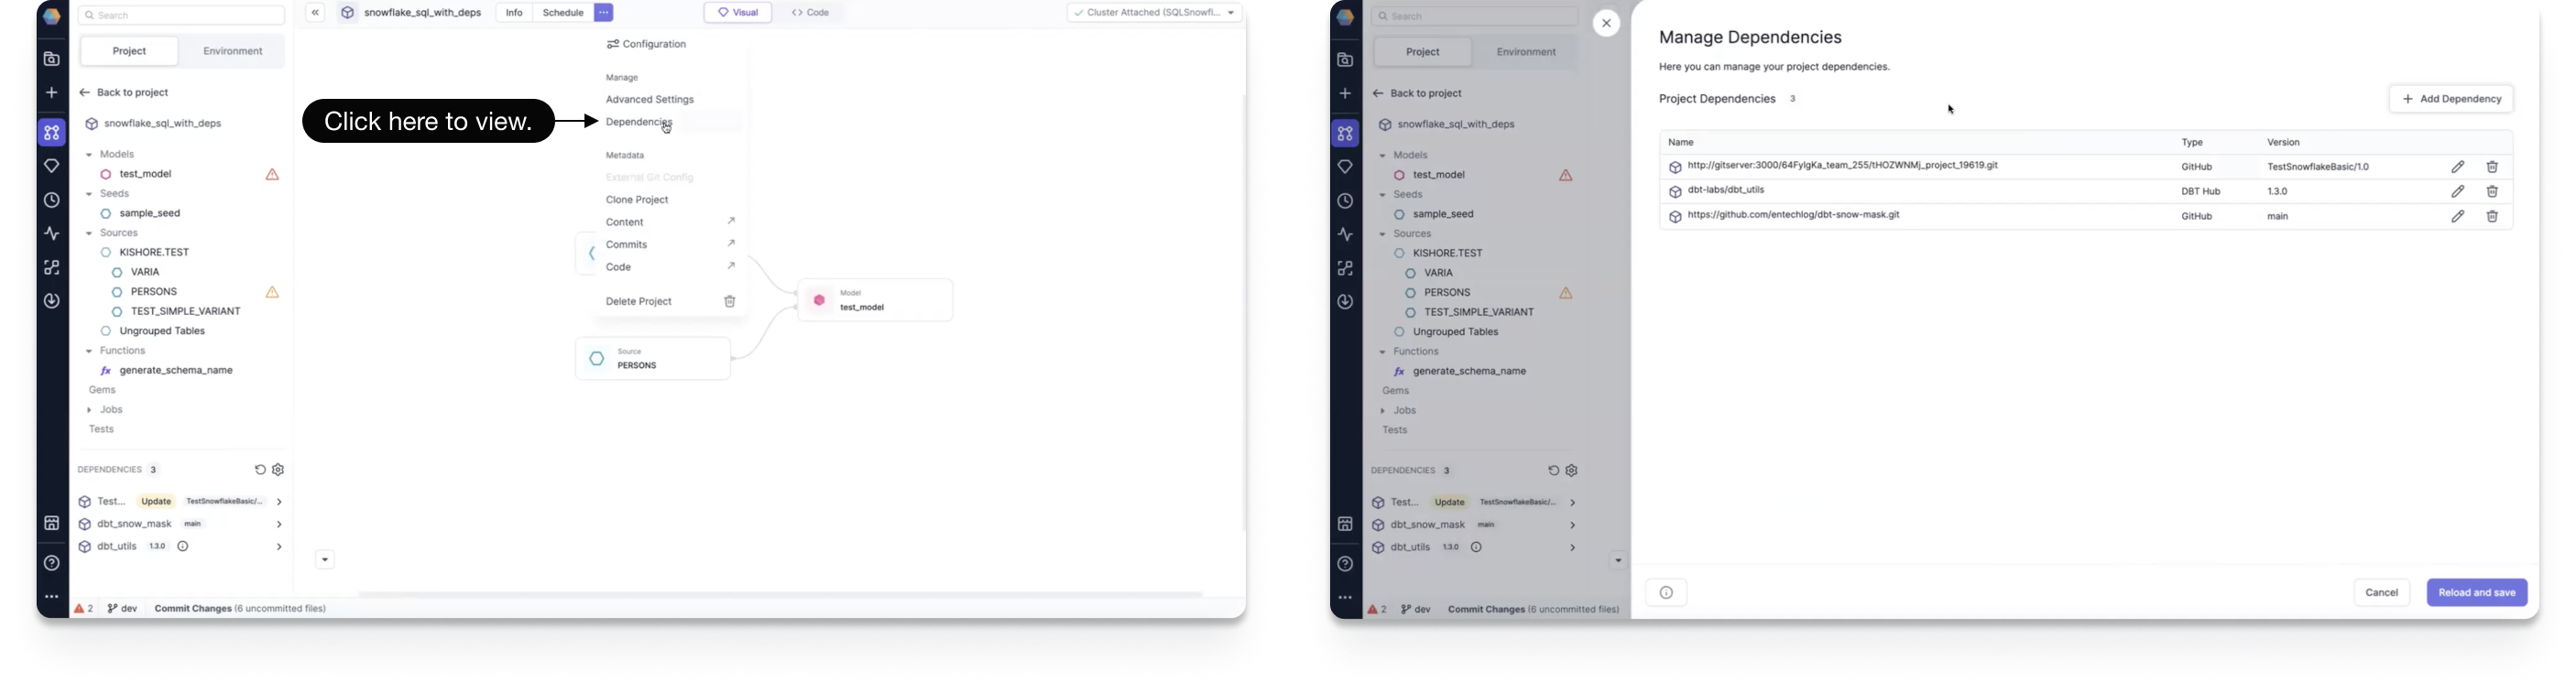 Search
snowflake_sql_with_deps
Info
Schedule
Visual
Code
Cluster Attached (SQLSnowfl...
Project
Environment
Back to project
snowflake_sql_with_deps
Models
test_model
Seeds
sample_seed
Sources
KISHORE.TEST
VARIA
PERSONS
TEST_SIMPLE_VARIANT
Ungrouped Tables
Functions
generate_schema_name
Gems
Jobs
Tests
DEPENDENCIES 3
Test... Update TestSnowflakeBasic/...
dbt_snow_mask main
dbt_utils 1.3.0
2 dev Commit Changes (6 uncommitted files)
Configuration
Manage
Advanced Settings
Click here to view.
Dependencies
Metadata
External Git Config
Clone Project
Content
Commits
Code
Delete Project
Model
test_model
Source
PERSONS
Search
Project
Environment
Back to project
snowflake_sql_with_deps
Models
test_model
Seeds
sample_seed
Sources
KISHORE.TEST
VARIA
PERSONS
TEST_SIMPLE_VARIANT
Ungrouped Tables
Functions
generate_schema_name
Gems
Jobs
Tests
DEPENDENCIES 3
Test... Update TestSnowflakeBasic/...
dbt_snow_mask main
dbt_utils 1.3.0
2 dev Commit Changes (6 uncommitted files)
Manage Dependencies
Here you can manage your project dependencies.
Project Dependencies 3
Add Dependency
Name Type Version
http://gitserver:3000/64FyIgKa_team_255/tHOZWNMj_project_19619.git GitHub TestSnowflakeBasic/1.0
dbt-labs/dbt_utils DBT Hub 1.3.0
https://github.com/entechlog/dbt-snow-mask.git GitHub main
Cancel
Reload and save